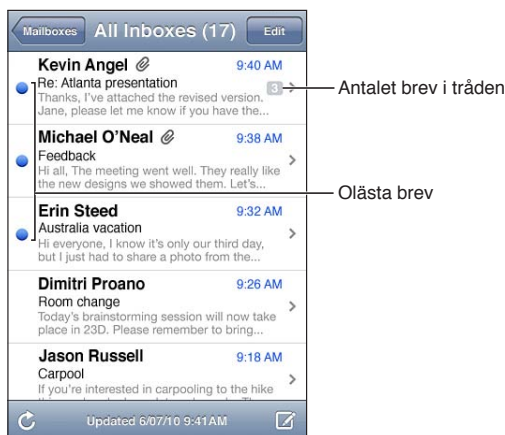 Mailboxes All Inboxes (17) Edit
Kevin Angel 9:40 AM
Re: Atlanta presentation
Thanks, I've attached the revised version. 3
Jane, please let me know if you have the...
Antalet brev i tråden
Michael O'Neal 9:38 AM
Feedback
Hi all, The meeting went well. They really like
the new designs we showed them. Let's...
Olästa brev
Erin Steed 9:32 AM
Australia vacation
Hi everyone, I know it's only our third day,
but I just had to share a photo from the...
Dimitri Proano 9:26 AM
Room change
Today's brainstorming session will now take
place in 23D. Please remember to bring...
Jason Russell 9:18 AM
Carpool
If you're interested in carpooling to the hike
Updated 6/07/10 9:41AM